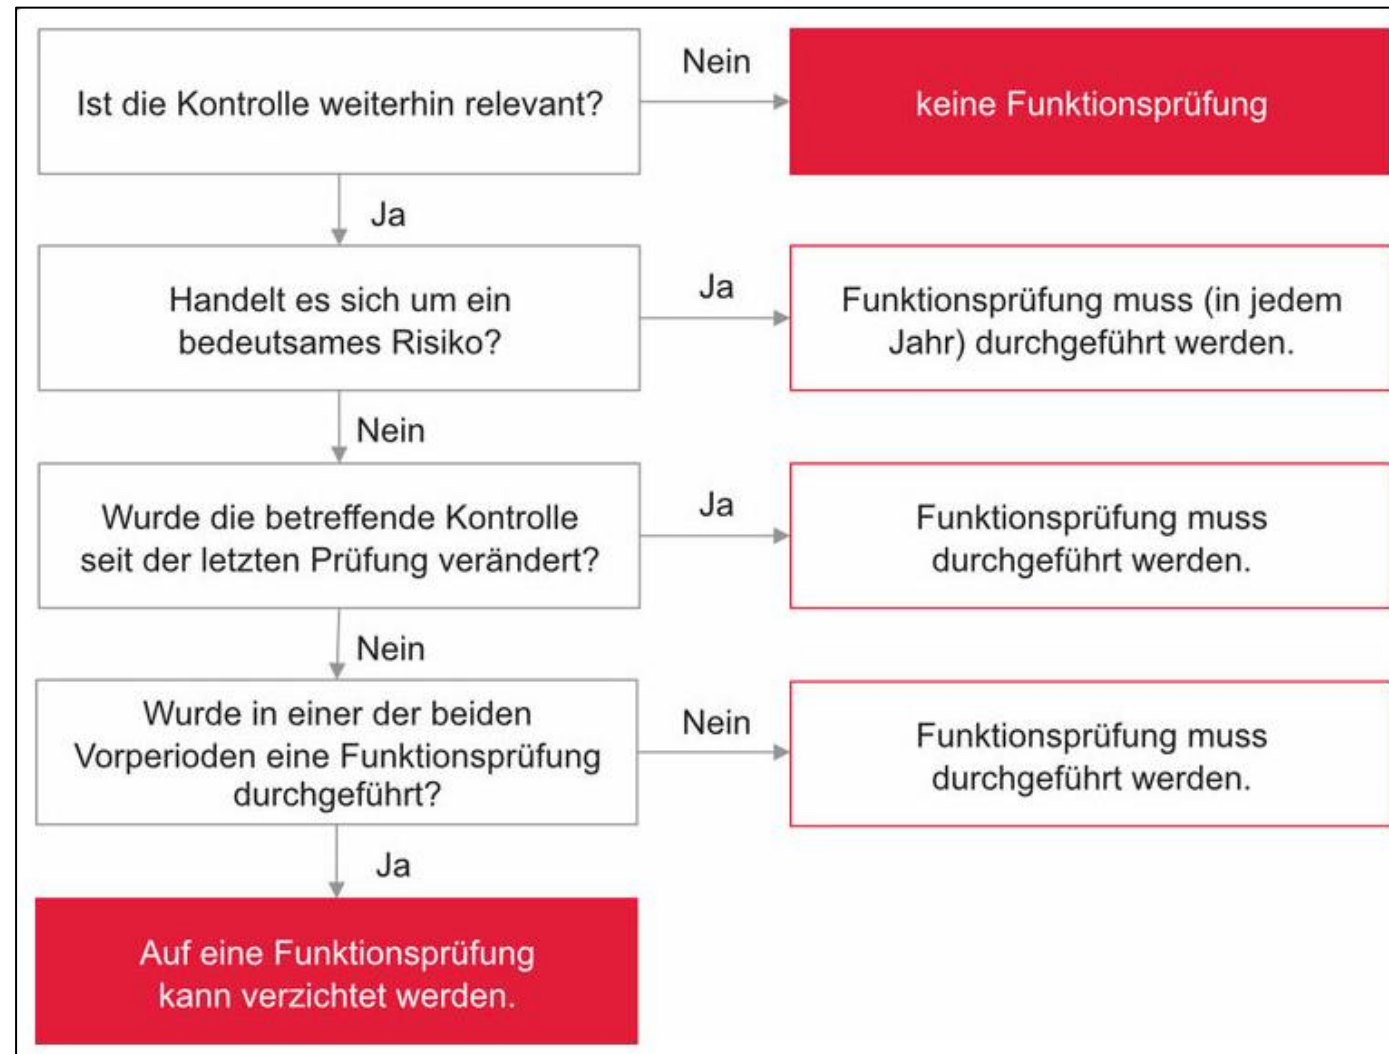 Ist die Kontrolle weiterhin relevant?
Nein
keine Funktionsprüfung
Ja
Handelt es sich um ein
bedeutsames Risiko?
Ja
Funktionsprüfung muss (in jedem
Jahr) durchgeführt werden.
Nein
Wurde die betreffende Kontrolle
seit der letzten Prüfung verändert?
Ja
Funktionsprüfung muss
durchgeführt werden.
Nein
Wurde in einer der beiden
Vorperioden eine Funktionsprüfung
durchgeführt?
Nein
Funktionsprüfung muss
durchgeführt werden.
Ja
Auf eine Funktionsprüfung
kann verzichtet werden.